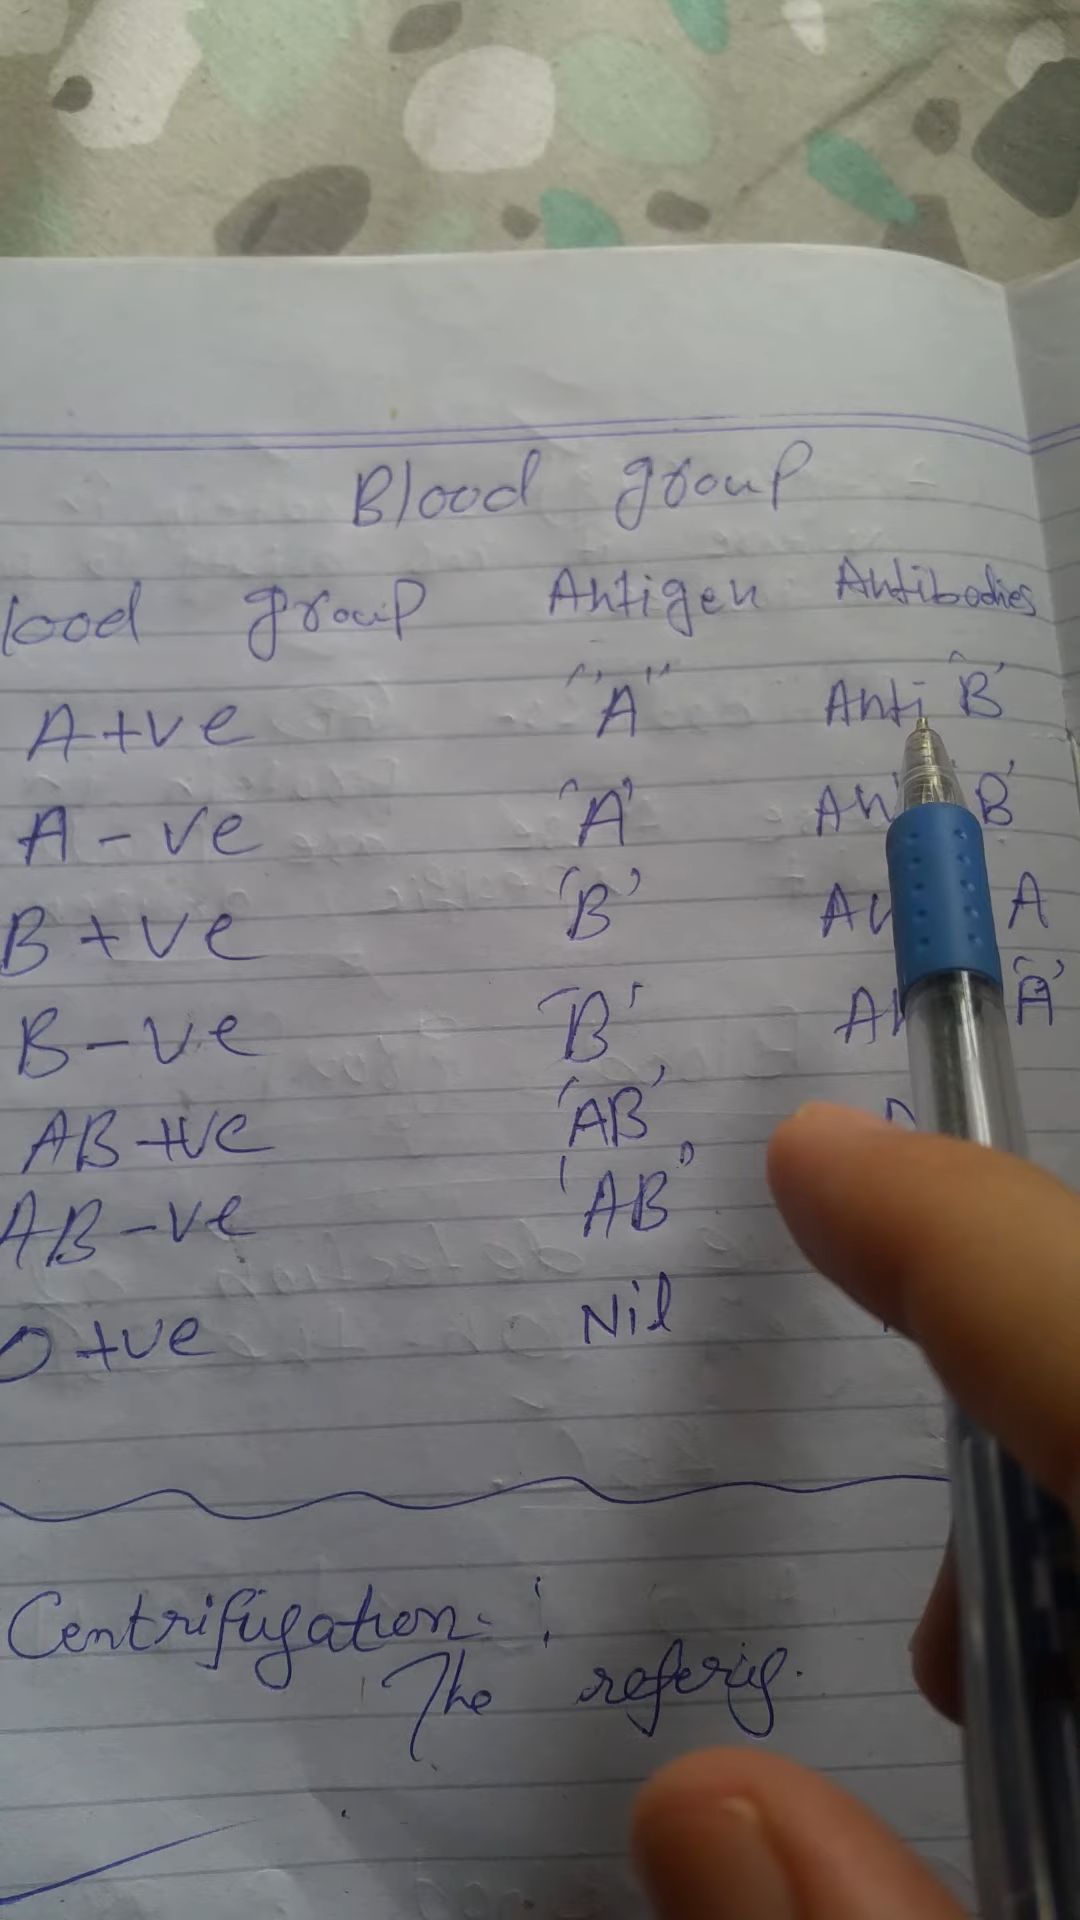 Blood group
lood group Antigen Antibodies
A+ve "A" Anti 'B'
A-ve 'A' B'
B+ve 'B' A
B-ve 'B' 'A'
AB+ve 'AB'
AB-ve 'AB'
O+ve Nil
Centrifugation:
The referig.